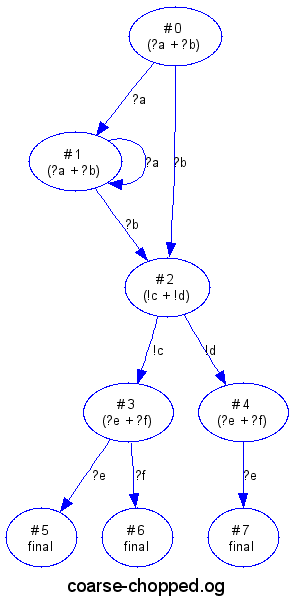 #0
(?a + ?b)
?a
#1
(?a + ?b)
?a
?b
?b
#2
(!c + !d)
!c
!d
#3
(?e + ?f)
#4
(?e + ?f)
?e
?f
?e
#5
final
#6
final
#7
final
coarse-chopped.og